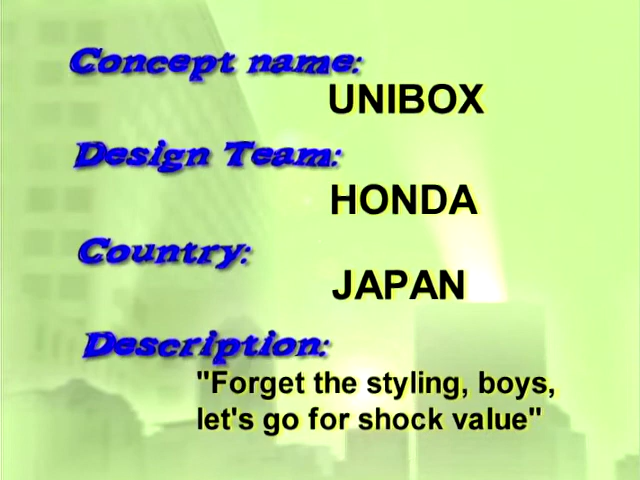 Concept name:
UNIBOX
Design Team:
HONDA
Country:
JAPAN
Description:
"Forget the styling, boys,
let's go for shock value"